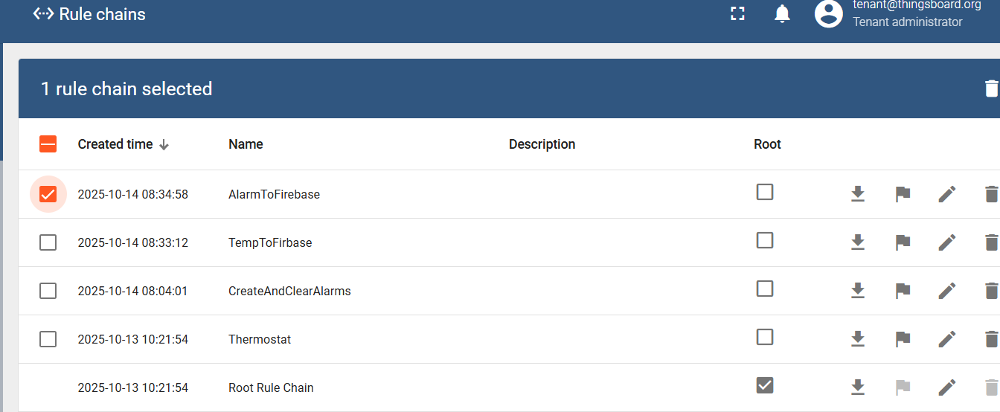 Rule chains
tenant@thingsboard.org
Tenant administrator
1 rule chain selected
Created time Name Description Root
2025-10-14 08:34:58 AlarmToFirebase
2025-10-14 08:33:12 TempToFirbase
2025-10-14 08:04:01 CreateAndClearAlarms
2025-10-13 10:21:54 Thermostat
2025-10-13 10:21:54 Root Rule Chain